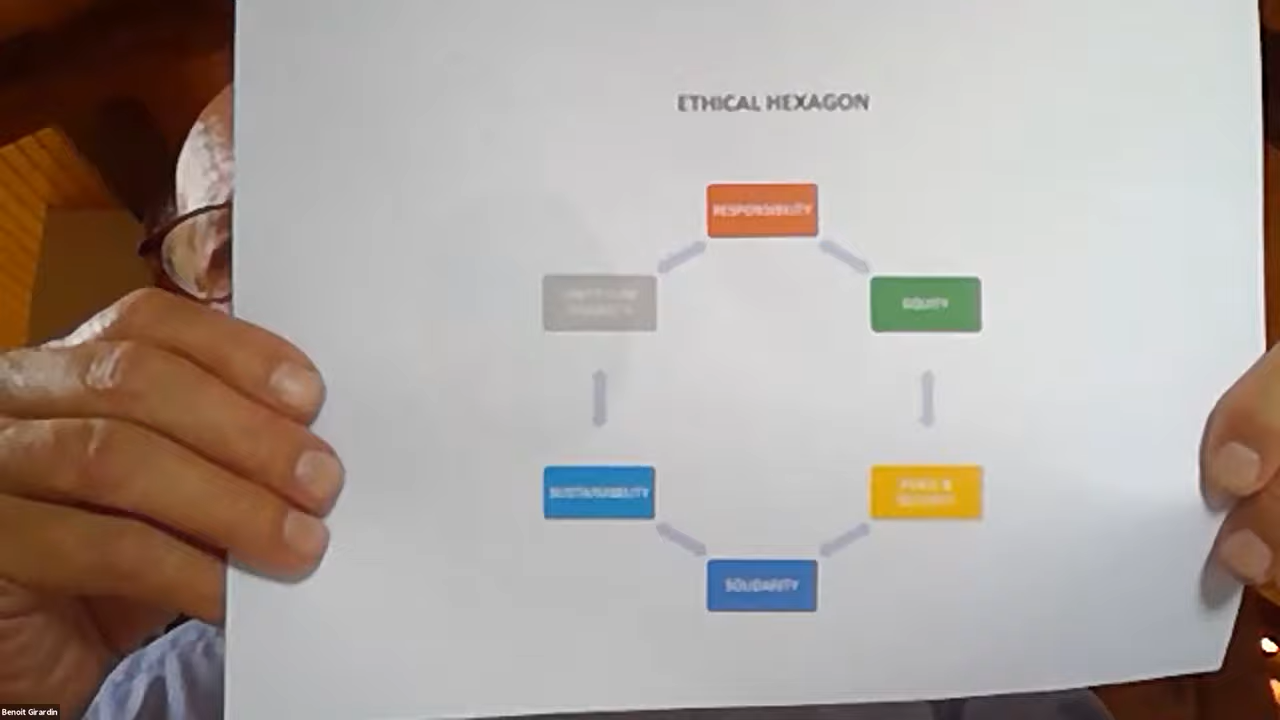 ETHICAL HEXAGON
RESPONSIBILITY
EQUITY
SUSTAINABILITY
SOLIDARITY
Benoit Girardin